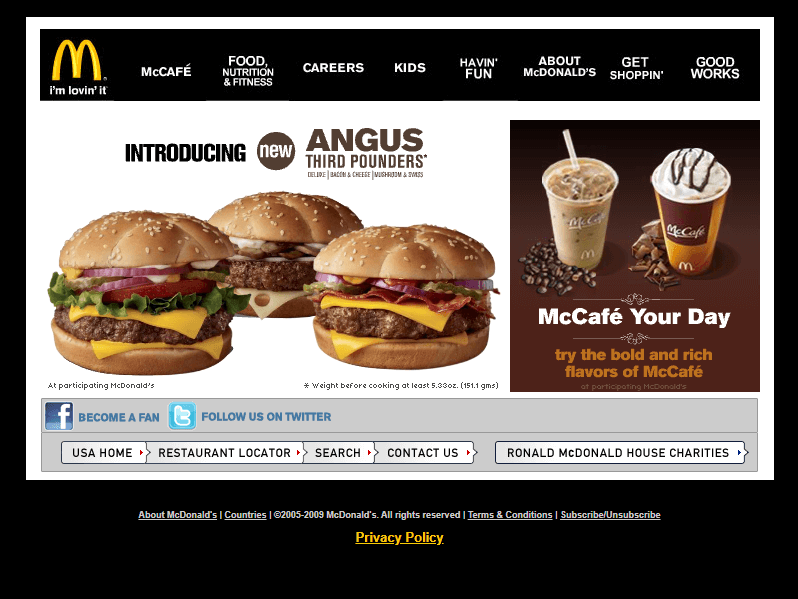 i'm lovin' it
McCAFÉ
FOOD,
NUTRITION
& FITNESS
CAREERS
KIDS
HAVIN'
FUN
ABOUT
McDONALD'S
GET
SHOPPIN'
GOOD
WORKS
INTRODUCING new ANGUS
THIRD POUNDERS*
DELUXE | BACON & CHEESE | MUSHROOM & SWISS
At participating McDonald's
* Weight before cooking at least 5.33oz. (151.1 gms)
McCafé
McCafé
McCafé Your Day
try the bold and rich
flavors of McCafé
at participating McDonald's
BECOME A FAN FOLLOW US ON TWITTER
USA HOME RESTAURANT LOCATOR SEARCH CONTACT US RONALD McDONALD HOUSE CHARITIES
About McDonald's | Countries | ©2005-2009 McDonald's. All rights reserved | Terms & Conditions | Subscribe/Unsubscribe
Privacy Policy